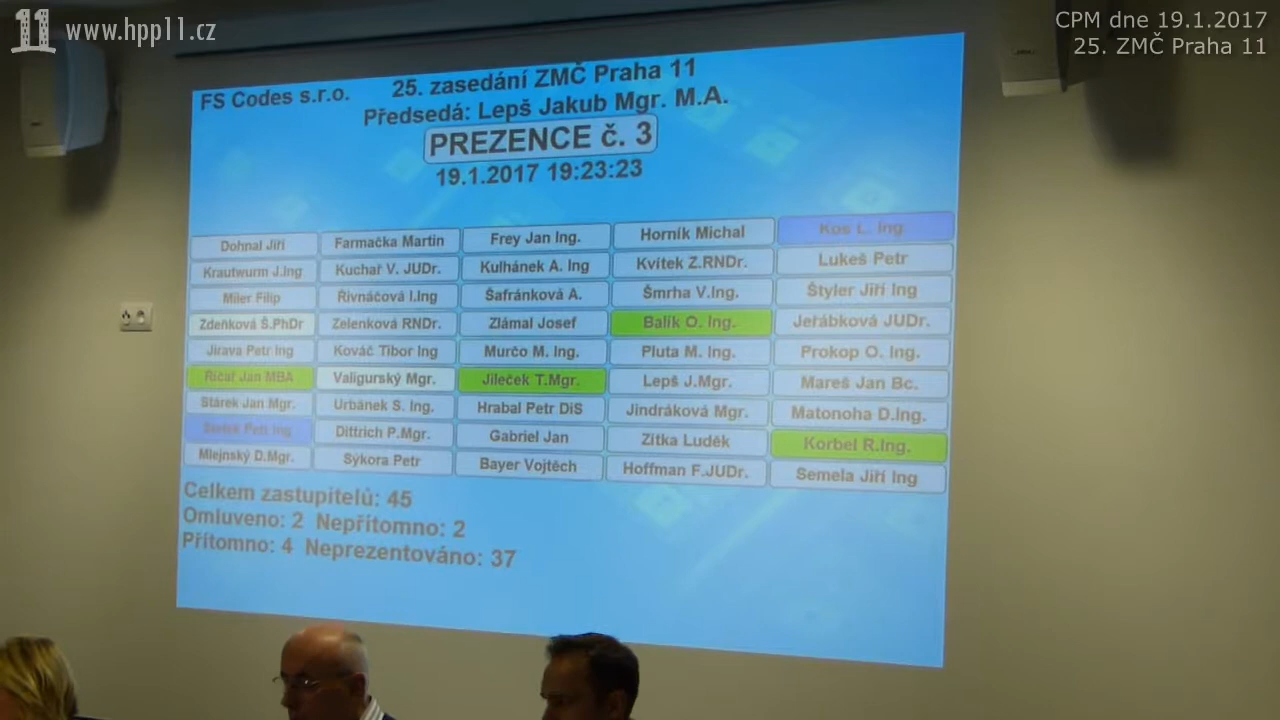 11 www.hpp11.cz
CPM dne 19.1.2017
25. ZMČ Praha 11
FS Codes s.r.o.
25. zasedání ZMČ Praha 11
Předsedá: Lepš Jakub Mgr. M.A.
PREZENCE č. 3
19.1.2017 19:23:23
Dohnal Jiří Farmačka Martin Frey Jan Ing. Horník Michal Kos L. Ing
Krautwurm J.Ing Kuchař V. JUDr. Kulhánek A. Ing Kvítek Z.RNDr. Lukeš Petr
Miler Filip Řivnáčová I.Ing Šafránková A. Šmrha V.Ing. Štyler Jiří Ing
Zdeňková Š.PhDr Zelenková RNDr. Zlámal Josef Balík O. Ing. Jeřábková JUDr.
Jirava Petr Ing Kováč Tibor Ing Murčo M. Ing. Pluta M. Ing. Prokop O. Ing.
Říčař Jan MBA Valigurský Mgr. Jileček T.Mgr. Lepš J.Mgr. Mareš Jan Bc.
Stárek Jan Mgr. Urbánek S. Ing. Hrabal Petr DiS Jindráková Mgr. Matonoha D.Ing.
Petr Ing Dittrich P.Mgr. Gabriel Jan Zítka Luděk Korbel R.Ing.
Mlejnský D.Mgr. Sýkora Petr Bayer Vojtěch Hoffman F.JUDr. Semela Jiří Ing
Celkem zastupitelů: 45
Omluveno: 2 Nepřítomno: 2
Přítomno: 4 Neprezentováno: 37